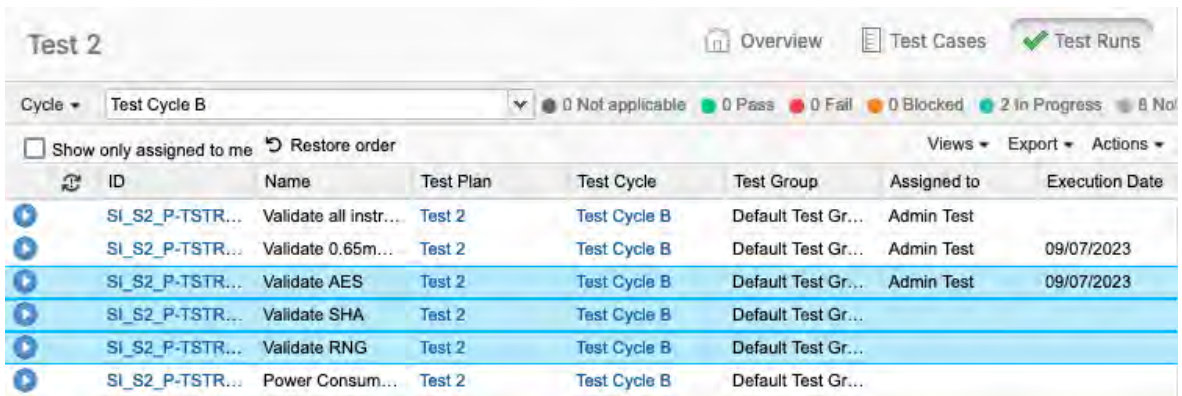 Test 2 Overview Test Cases Test Runs
Cycle Test Cycle B 0 Not applicable 0 Pass 0 Fail 0 Blocked 2 In Progress 8 No
Show only assigned to me Restore order Views Export Actions
ID Name Test Plan Test Cycle Test Group Assigned to Execution Date
SI_S2_P-TSTR... Validate all instr... Test 2 Test Cycle B Default Test Gr... Admin Test
SI_S2_P-TSTR... Validate 0.65m... Test 2 Test Cycle B Default Test Gr... Admin Test 09/07/2023
SI_S2_P-TSTR... Validate AES Test 2 Test Cycle B Default Test Gr... Admin Test 09/07/2023
SI_S2_P-TSTR... Validate SHA Test 2 Test Cycle B Default Test Gr...
SI_S2_P-TSTR... Validate RNG Test 2 Test Cycle B Default Test Gr...
SI_S2_P-TSTR... Power Consum... Test 2 Test Cycle B Default Test Gr...